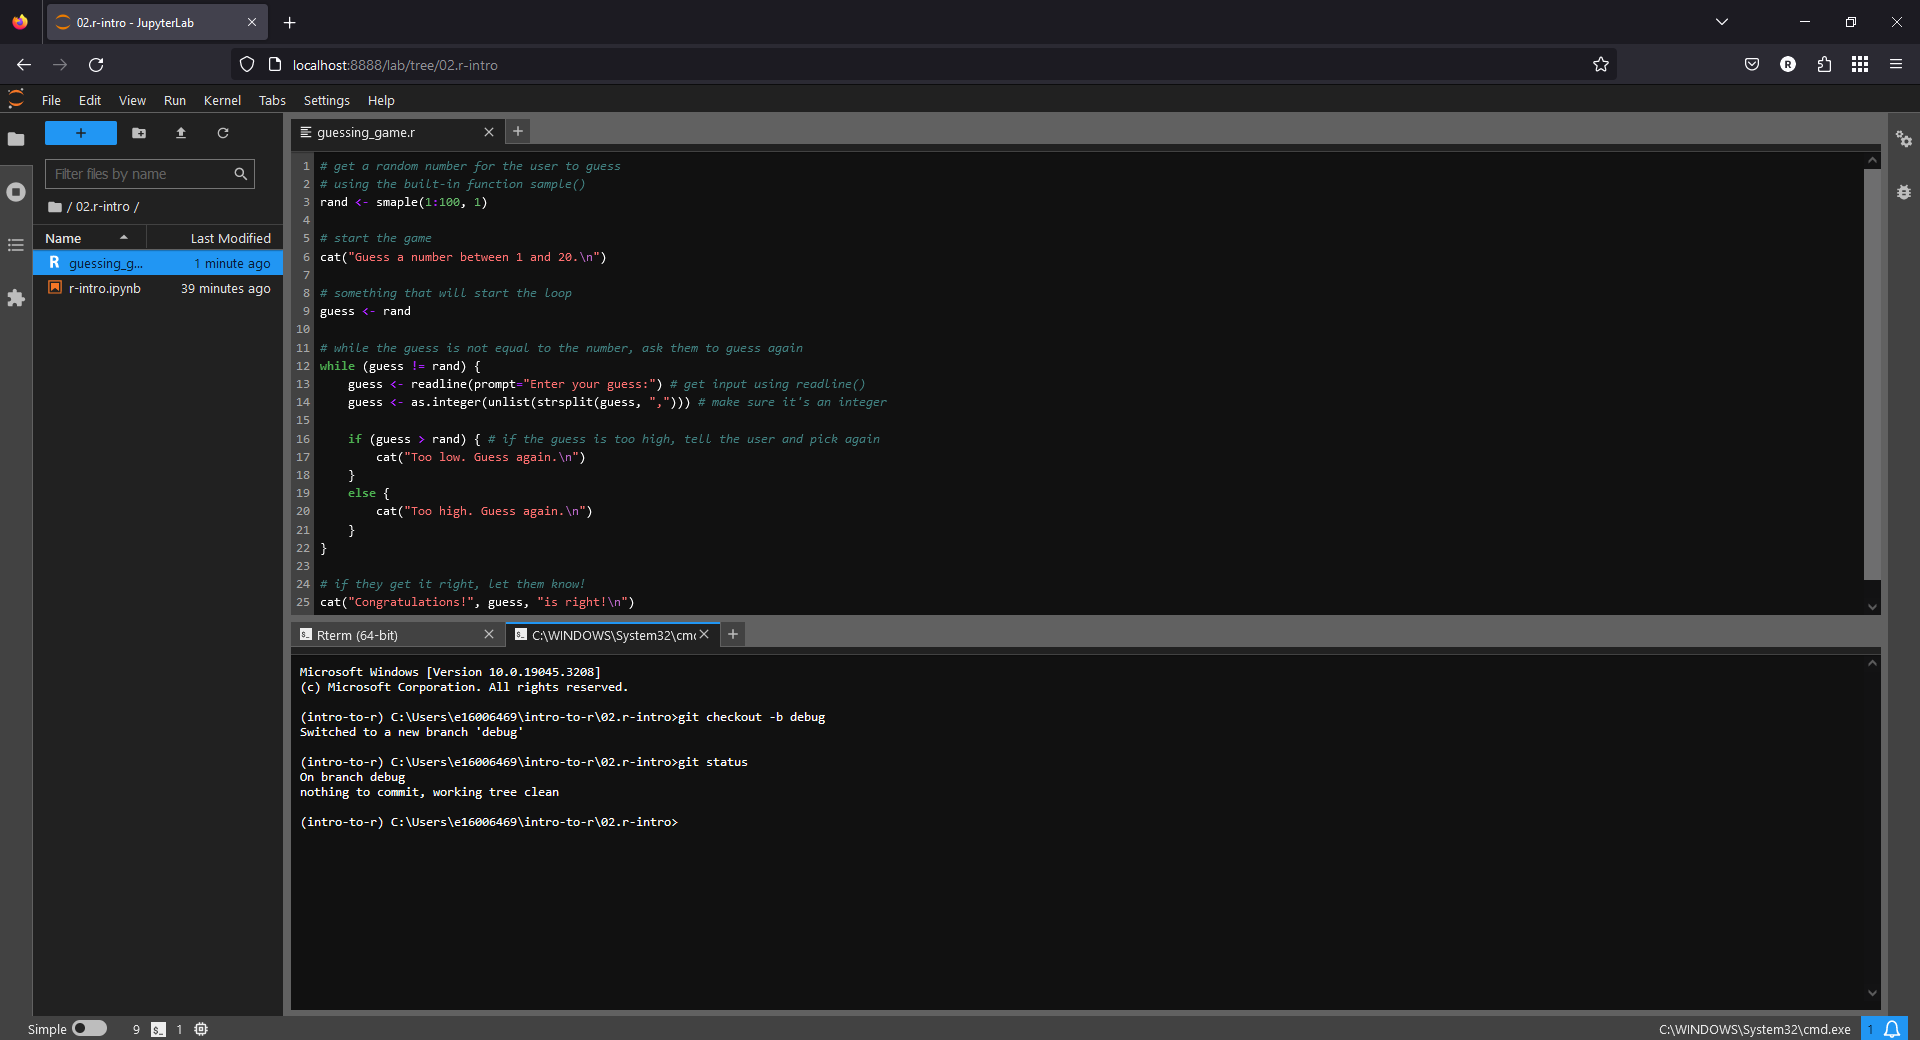 02.r-intro - JupyterLab
localhost:8888/lab/tree/02.r-intro
R
File Edit View Run Kernel Tabs Settings Help
+
Filter files by name
/ 02.r-intro /
Name Last Modified
R guessing_g... 1 minute ago
r-intro.ipynb 39 minutes ago
guessing_game.r
1 # get a random number for the user to guess
2 # using the built-in function sample()
3 rand <- smaple(1:100, 1)
4
5 # start the game
6 cat("Guess a number between 1 and 20.\n")
7
8 # something that will start the loop
9 guess <- rand
10
11 # while the guess is not equal to the number, ask them to guess again
12 while (guess != rand) {
13     guess <- readline(prompt="Enter your guess:") # get input using readline()
14     guess <- as.integer(unlist(strsplit(guess, ","))) # make sure it's an integer
15
16     if (guess > rand) { # if the guess is too high, tell the user and pick again
17         cat("Too low. Guess again.\n")
18     }
19     else {
20         cat("Too high. Guess again.\n")
21     }
22 }
23
24 # if they get it right, let them know!
25 cat("Congratulations!", guess, "is right!\n")
Rterm (64-bit)
C:\WINDOWS\System32\cmd
Microsoft Windows [Version 10.0.19045.3208]
(c) Microsoft Corporation. All rights reserved.
(intro-to-r) C:\Users\e16006469\intro-to-r\02.r-intro>git checkout -b debug
Switched to a new branch 'debug'
(intro-to-r) C:\Users\e16006469\intro-to-r\02.r-intro>git status
On branch debug
nothing to commit, working tree clean
(intro-to-r) C:\Users\e16006469\intro-to-r\02.r-intro>
Simple 9 $_ 1
C:\WINDOWS\System32\cmd.exe 1